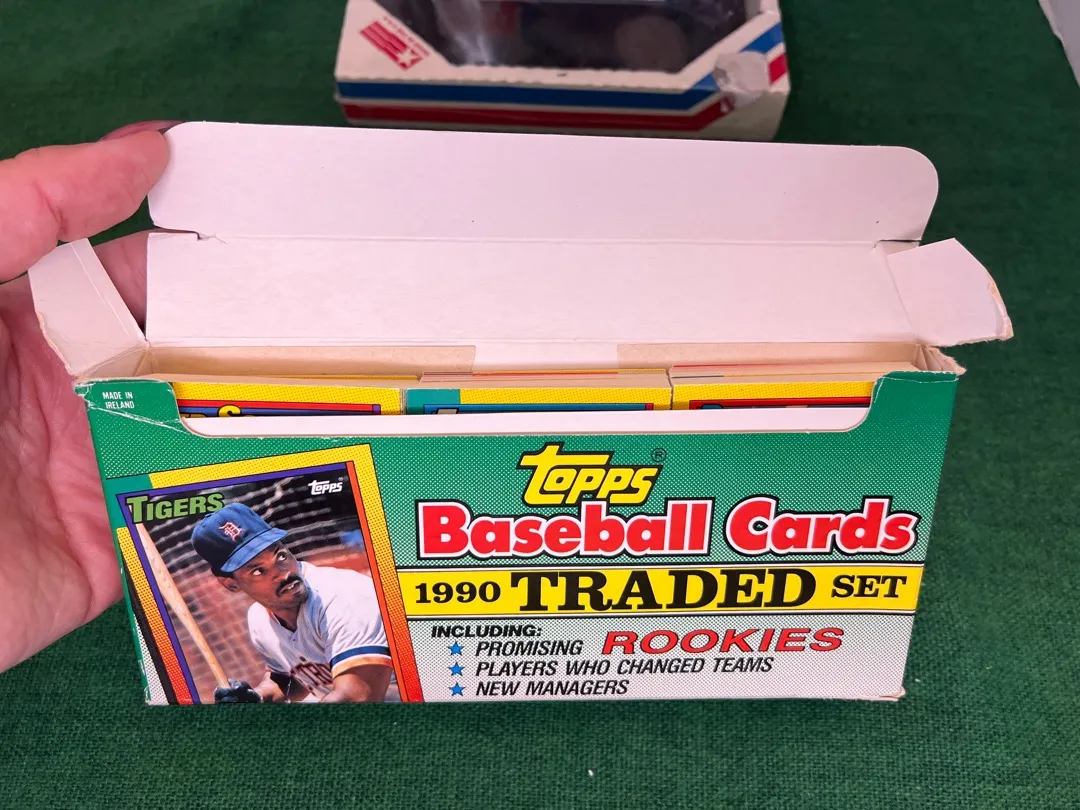 MADE IN
IRELAND
TIGERS
TOPPS
TOPPS®
Baseball Cards
1990 TRADED SET
INCLUDING:
★ PROMISING ROOKIES
★ PLAYERS WHO CHANGED TEAMS
★ NEW MANAGERS